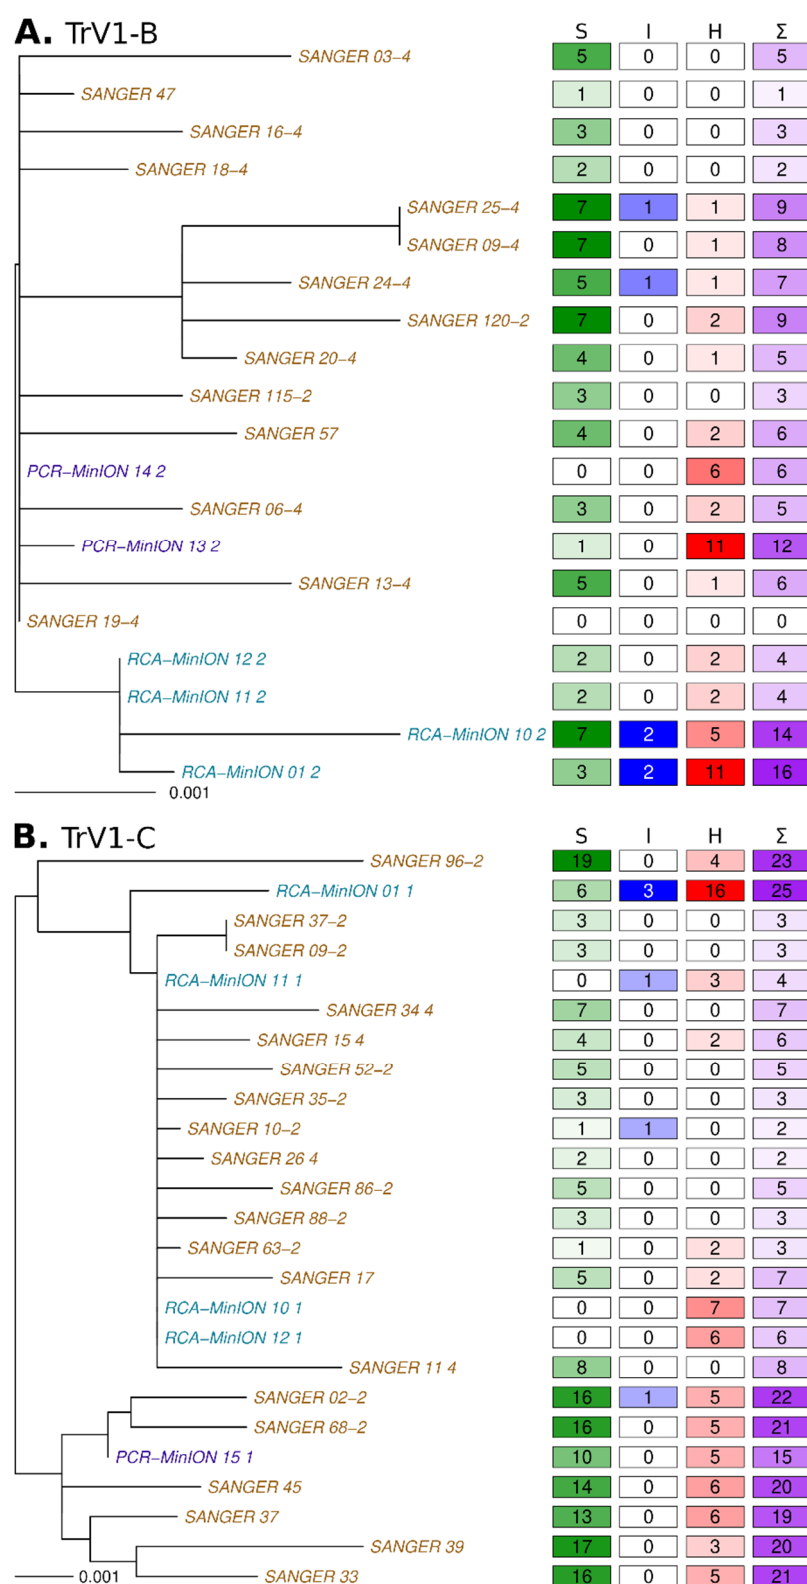 A. TrV1-B
S I H Σ
SANGER 03-4 5 0 0 5
SANGER 47 1 0 0 1
SANGER 16-4 3 0 0 3
SANGER 18-4 2 0 0 2
SANGER 25-4 7 1 1 9
SANGER 09-4 7 0 1 8
SANGER 24-4 5 1 1 7
SANGER 120-2 7 0 2 9
SANGER 20-4 4 0 1 5
SANGER 115-2 3 0 0 3
SANGER 57 4 0 2 6
PCR-MinION 14 2 0 0 6 6
SANGER 06-4 3 0 2 5
PCR-MinION 13 2 1 0 11 12
SANGER 13-4 5 0 1 6
SANGER 19-4 0 0 0 0
RCA-MinION 12 2 2 0 2 4
RCA-MinION 11 2 2 0 2 4
RCA-MinION 10 2 7 2 5 14
RCA-MinION 01 2 3 2 11 16
0.001
B. TrV1-C
S I H Σ
SANGER 96-2 19 0 4 23
RCA-MinION 01 1 6 3 16 25
SANGER 37-2 3 0 0 3
SANGER 09-2 3 0 0 3
RCA-MinION 11 1 0 1 3 4
SANGER 34 4 7 0 0 7
SANGER 15 4 4 0 2 6
SANGER 52-2 5 0 0 5
SANGER 35-2 3 0 0 3
SANGER 10-2 1 1 0 2
SANGER 26 4 2 0 0 2
SANGER 86-2 5 0 0 5
SANGER 88-2 3 0 0 3
SANGER 63-2 1 0 2 3
SANGER 17 5 0 2 7
RCA-MinION 10 1 0 0 7 7
RCA-MinION 12 1 0 0 6 6
SANGER 11 4 8 0 0 8
SANGER 02-2 16 1 5 22
SANGER 68-2 16 0 5 21
PCR-MinION 15 1 10 0 5 15
SANGER 45 14 0 6 20
SANGER 37 13 0 6 19
SANGER 39 17 0 3 20
0.001 SANGER 33 16 0 5 21